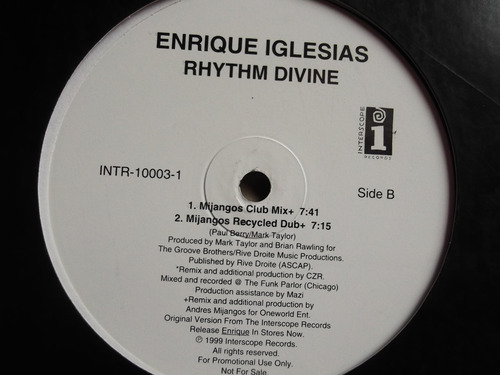 ENRIQUE IGLESIAS
RHYTHM DIVINE
INTERSCOPE
RECORDS
INTR-10003-1
Side B
1. Mijangos Club Mix+ 7:41
2. Mijangos Recycled Dub+ 7:15
(Paul Berry/Mark Taylor)
Produced by Mark Taylor and Brian Rawling for
The Groove Brothers/Rive Droite Music Productions.
Published by Rive Droite (ASCAP).
*Remix and additional production by CZR.
Mixed and recorded @ The Funk Parlor (Chicago)
Production assistance by Mazi
+Remix and additional production by
Andres Mijangos for Oneworld Ent.
Original Version From The Interscope Records
Release Enrique In Stores Now.
℗ 1999 Interscope Records.
All rights reserved.
For Promotional Use Only.
Not For Sale.